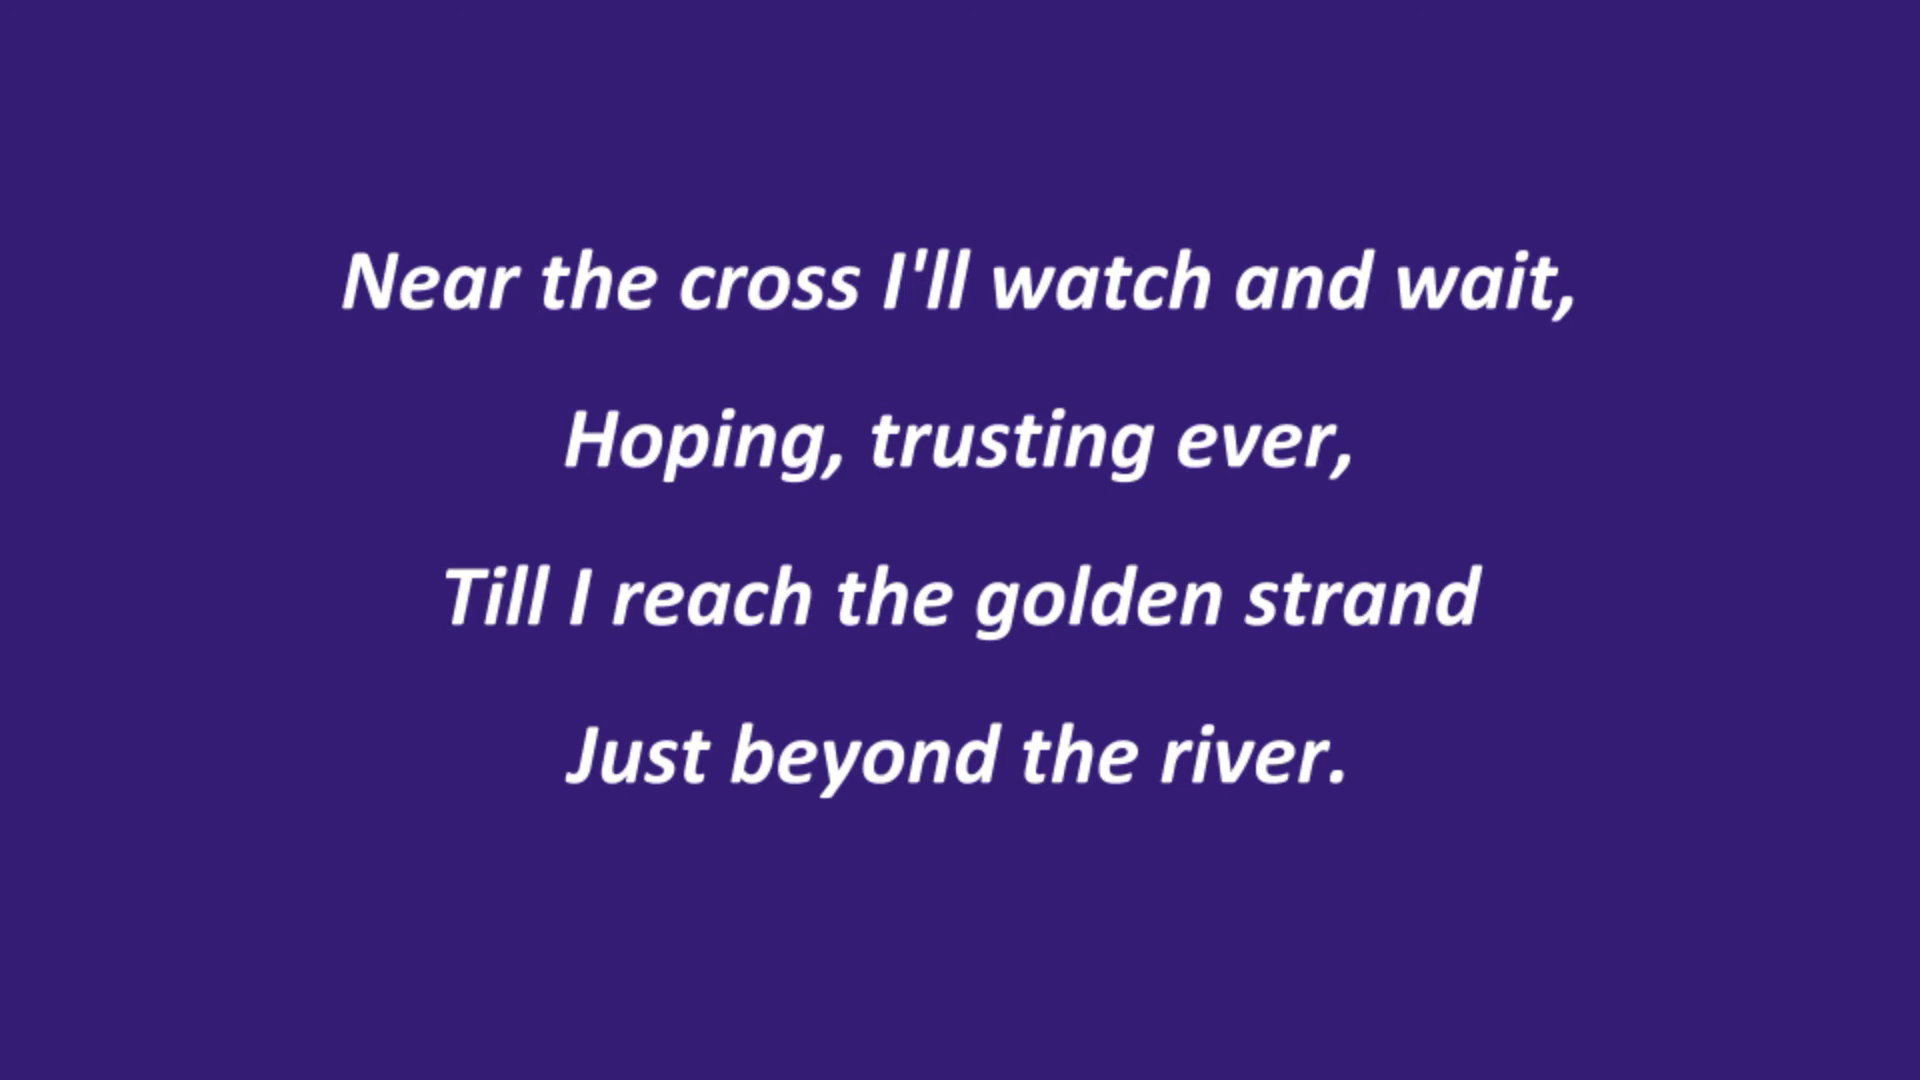 Near the cross I'll watch and wait,
Hoping, trusting ever,
Till I reach the golden strand
Just beyond the river.